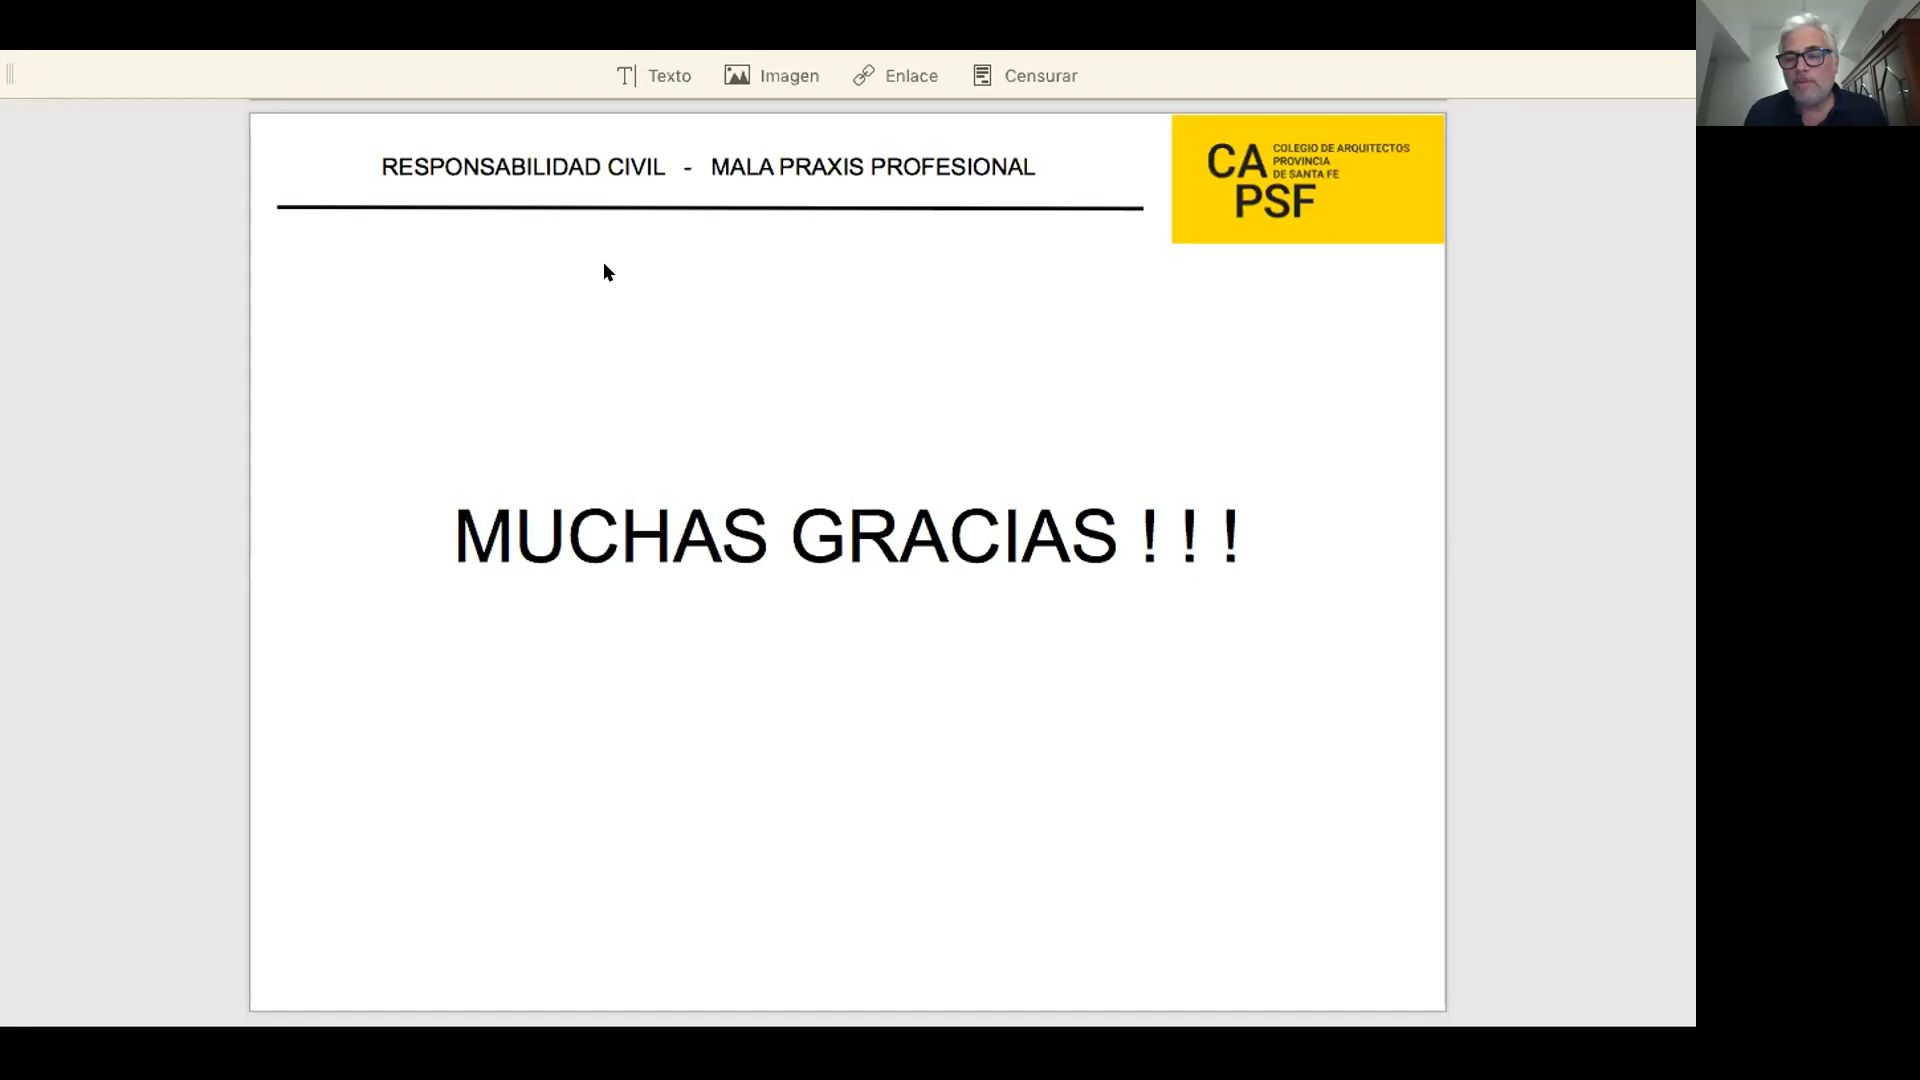 Texto Imagen Enlace Censurar
RESPONSABILIDAD CIVIL - MALA PRAXIS PROFESIONAL
CA PSF
COLEGIO DE ARQUITECTOS
PROVINCIA
DE SANTA FE
MUCHAS GRACIAS ! ! !